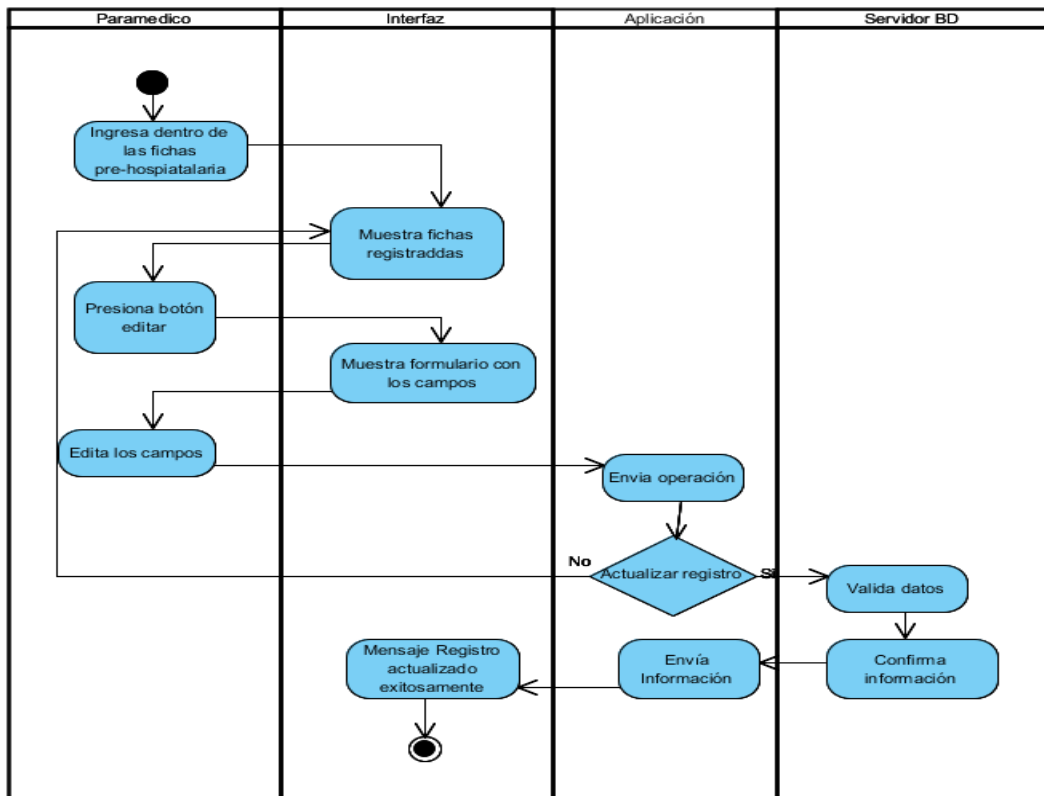 Paramedico
Interfaz
Aplicación
Servidor BD
Ingresa dentro de
las fichas
pre-hospiatalaria
Muestra fichas
registraddas
Presiona botón
editar
Muestra formulario con
los campos
Edita los campos
Envia operación
No
Actualizar registro
Si
Valida datos
Mensaje Registro
actualizado
exitosamente
Envía
Información
Confirma
información